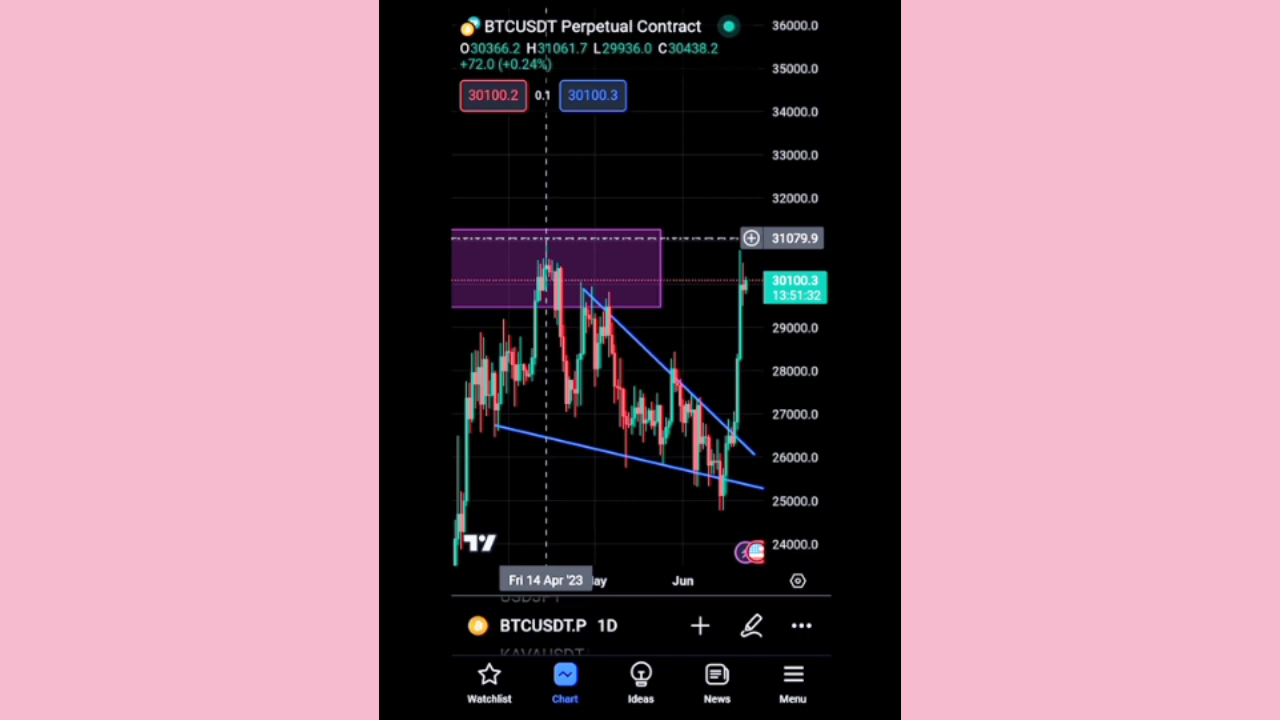 BTCUSDT Perpetual Contract
O30366.2 H31061.7 L29936.0 C30438.2
+72.0 (+0.24%)
30100.2 0.1 30100.3
36000.0
35000.0
34000.0
33000.0
32000.0
31079.9
30100.3
13:51:32
29000.0
28000.0
27000.0
26000.0
25000.0
24000.0
Fri 14 Apr '23 Jun
BTCUSDT.P 1D
KAVAUSDT
Watchlist Chart Ideas News Menu